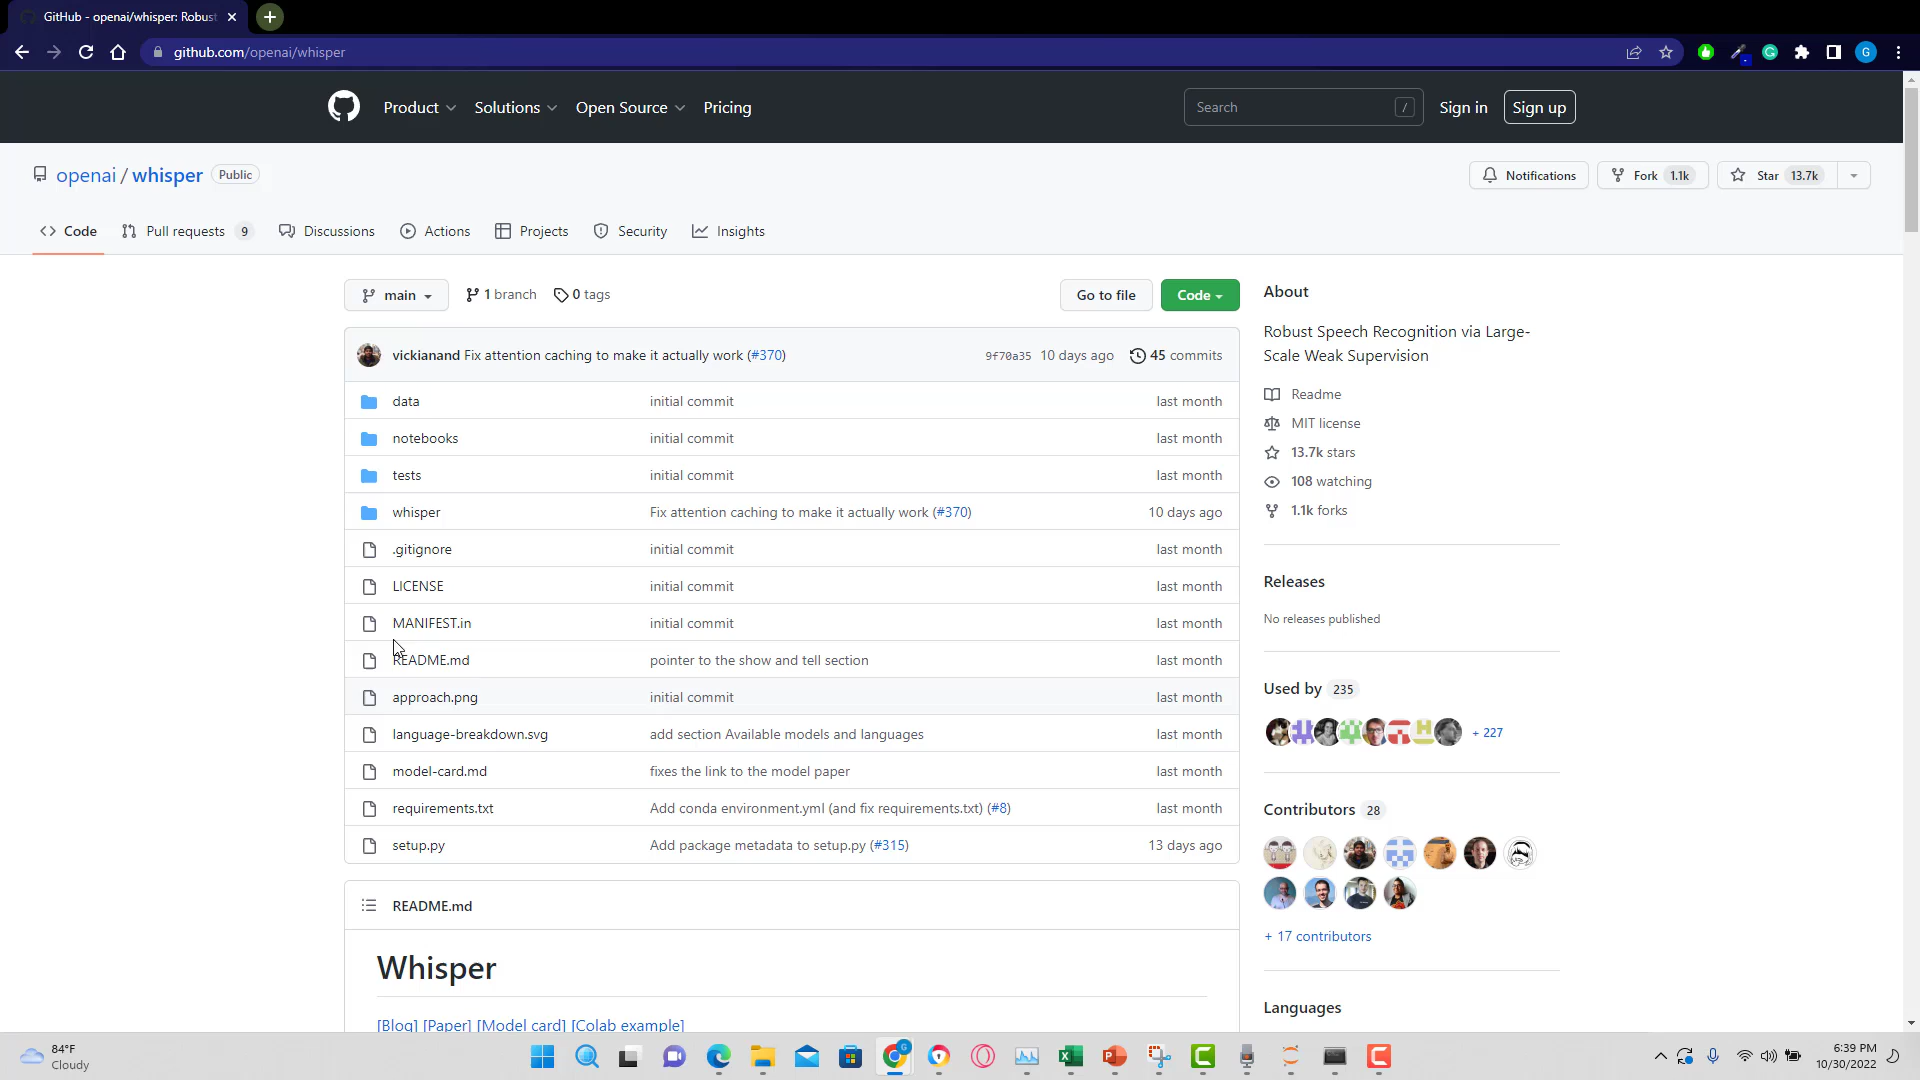 GitHub - openai/whisper: Robust
github.com/openai/whisper
G
Product
Solutions
Open Source
Pricing
Search
/
Sign in
Sign up
openai / whisper
Public
Notifications
Fork 1.1k
Star 13.7k
Code
Pull requests 9
Discussions
Actions
Projects
Security
Insights
main
1 branch
0 tags
Go to file
Code
vickianand Fix attention caching to make it actually work (#370)
9f70a35 10 days ago
45 commits
data initial commit last month
notebooks initial commit last month
tests initial commit last month
whisper Fix attention caching to make it actually work (#370) 10 days ago
.gitignore initial commit last month
LICENSE initial commit last month
MANIFEST.in initial commit last month
README.md pointer to the show and tell section last month
approach.png initial commit last month
language-breakdown.svg add section Available models and languages last month
model-card.md fixes the link to the model paper last month
requirements.txt Add conda environment.yml (and fix requirements.txt) (#8) last month
setup.py Add package metadata to setup.py (#315) 13 days ago
README.md
Whisper
[Blog] [Paper] [Model card] [Colab example]
About
Robust Speech Recognition via Large-
Scale Weak Supervision
Readme
MIT license
13.7k stars
108 watching
1.1k forks
Releases
No releases published
Used by 235
+ 227
Contributors 28
+ 17 contributors
Languages
84°F
Cloudy
6:39 PM
10/30/2022